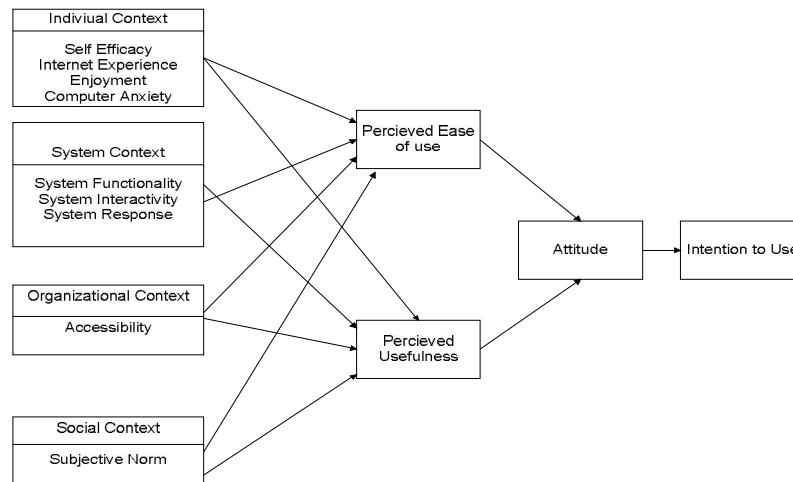 Indiviual Context
Self Efficacy
Internet Experience
Enjoyment
Computer Anxiety
System Context
System Functionality
System Interactivity
System Response
Organizational Context
Accessibility
Social Context
Subjective Norm
Percieved Ease
of use
Percieved
Usefulness
Attitude
Intention to Use